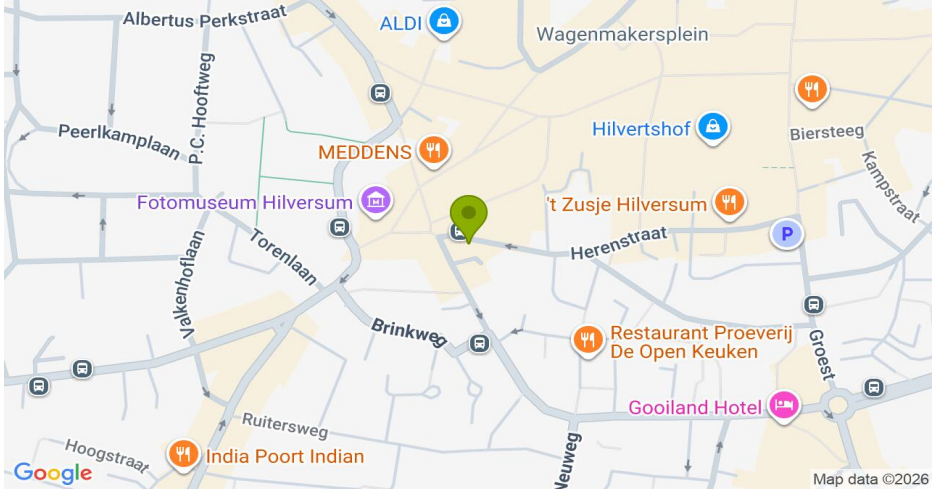 Albertus Perkstraat
ALDI
Wagenmakersplein
P.C. Hooftweg
Peerlkamplaan
MEDDENS
Hilvertshof
Biersteeg
Kampstraat
Fotomuseum Hilversum
't Zusje Hilversum
P
Herenstraat
Torenlaan
Valkenhoflaan
Brinkweg
Restaurant Proeverij
De Open Keuken
Groest
Gooiland Hotel
Ruitersweg
Neuweg
Hoogstraat
India Poort Indian
Google
Map data ©2026